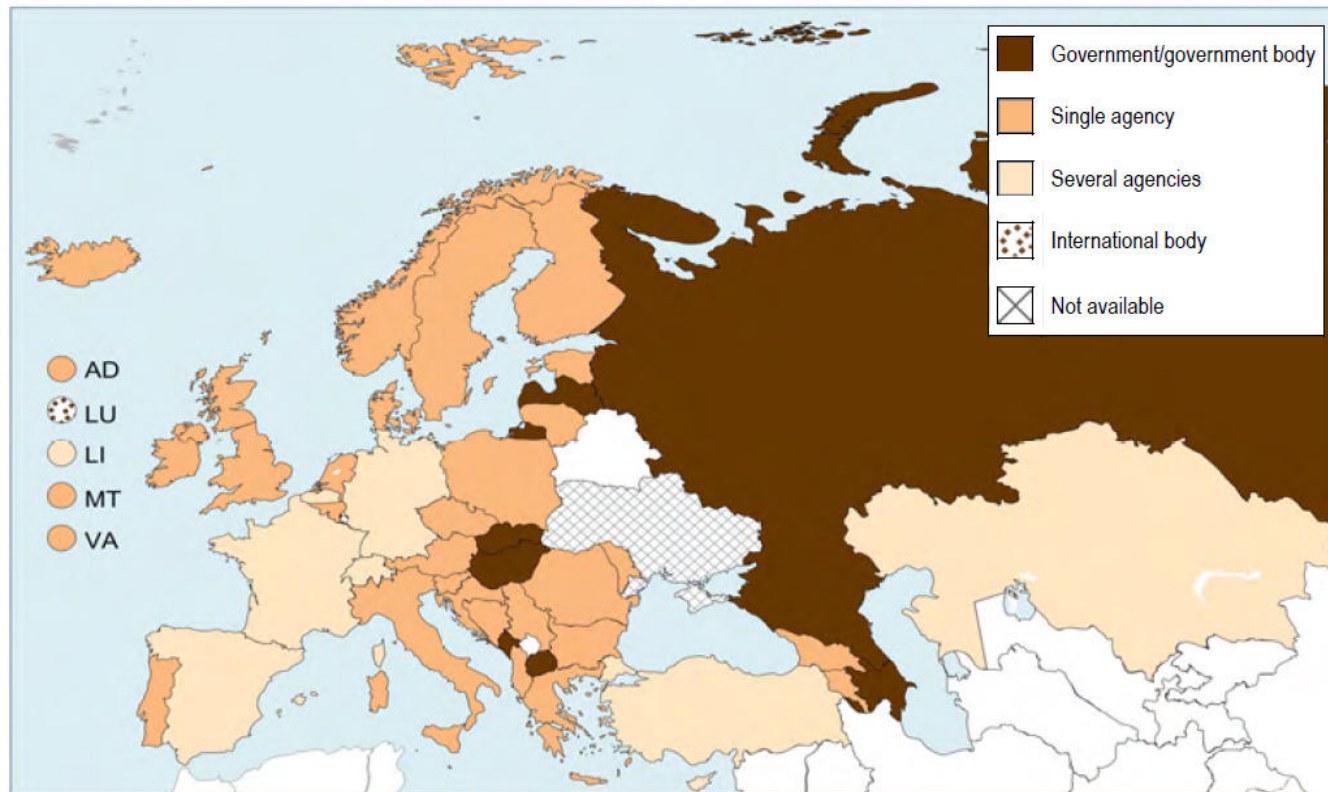 Government/government body
Single agency
Several agencies
International body
Not available
AD
LU
LI
MT
VA